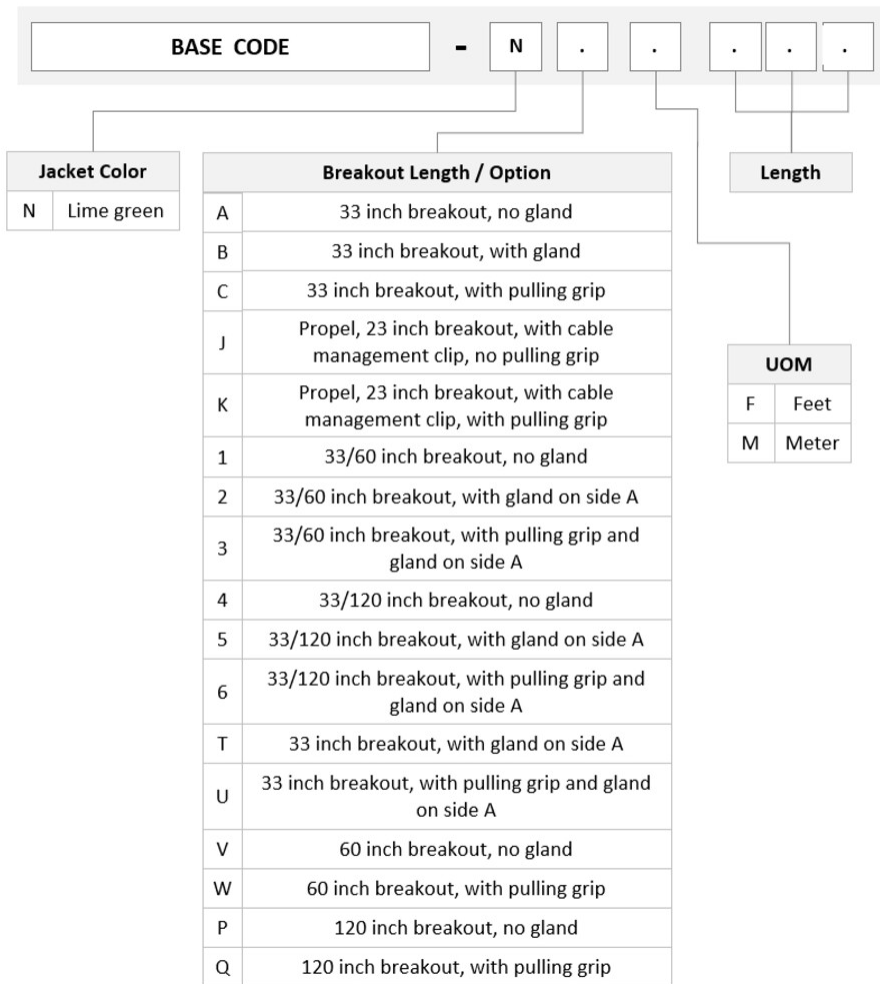 BASE CODE - N . . . . .
Jacket Color
N Lime green
Breakout Length / Option
A 33 inch breakout, no gland
B 33 inch breakout, with gland
C 33 inch breakout, with pulling grip
J Propel, 23 inch breakout, with cable
management clip, no pulling grip
K Propel, 23 inch breakout, with cable
management clip, with pulling grip
1 33/60 inch breakout, no gland
2 33/60 inch breakout, with gland on side A
3 33/60 inch breakout, with pulling grip and
gland on side A
4 33/120 inch breakout, no gland
5 33/120 inch breakout, with gland on side A
6 33/120 inch breakout, with pulling grip and
gland on side A
T 33 inch breakout, with gland on side A
U 33 inch breakout, with pulling grip and gland
on side A
V 60 inch breakout, no gland
W 60 inch breakout, with pulling grip
P 120 inch breakout, no gland
Q 120 inch breakout, with pulling grip
Length
UOM
F Feet
M Meter